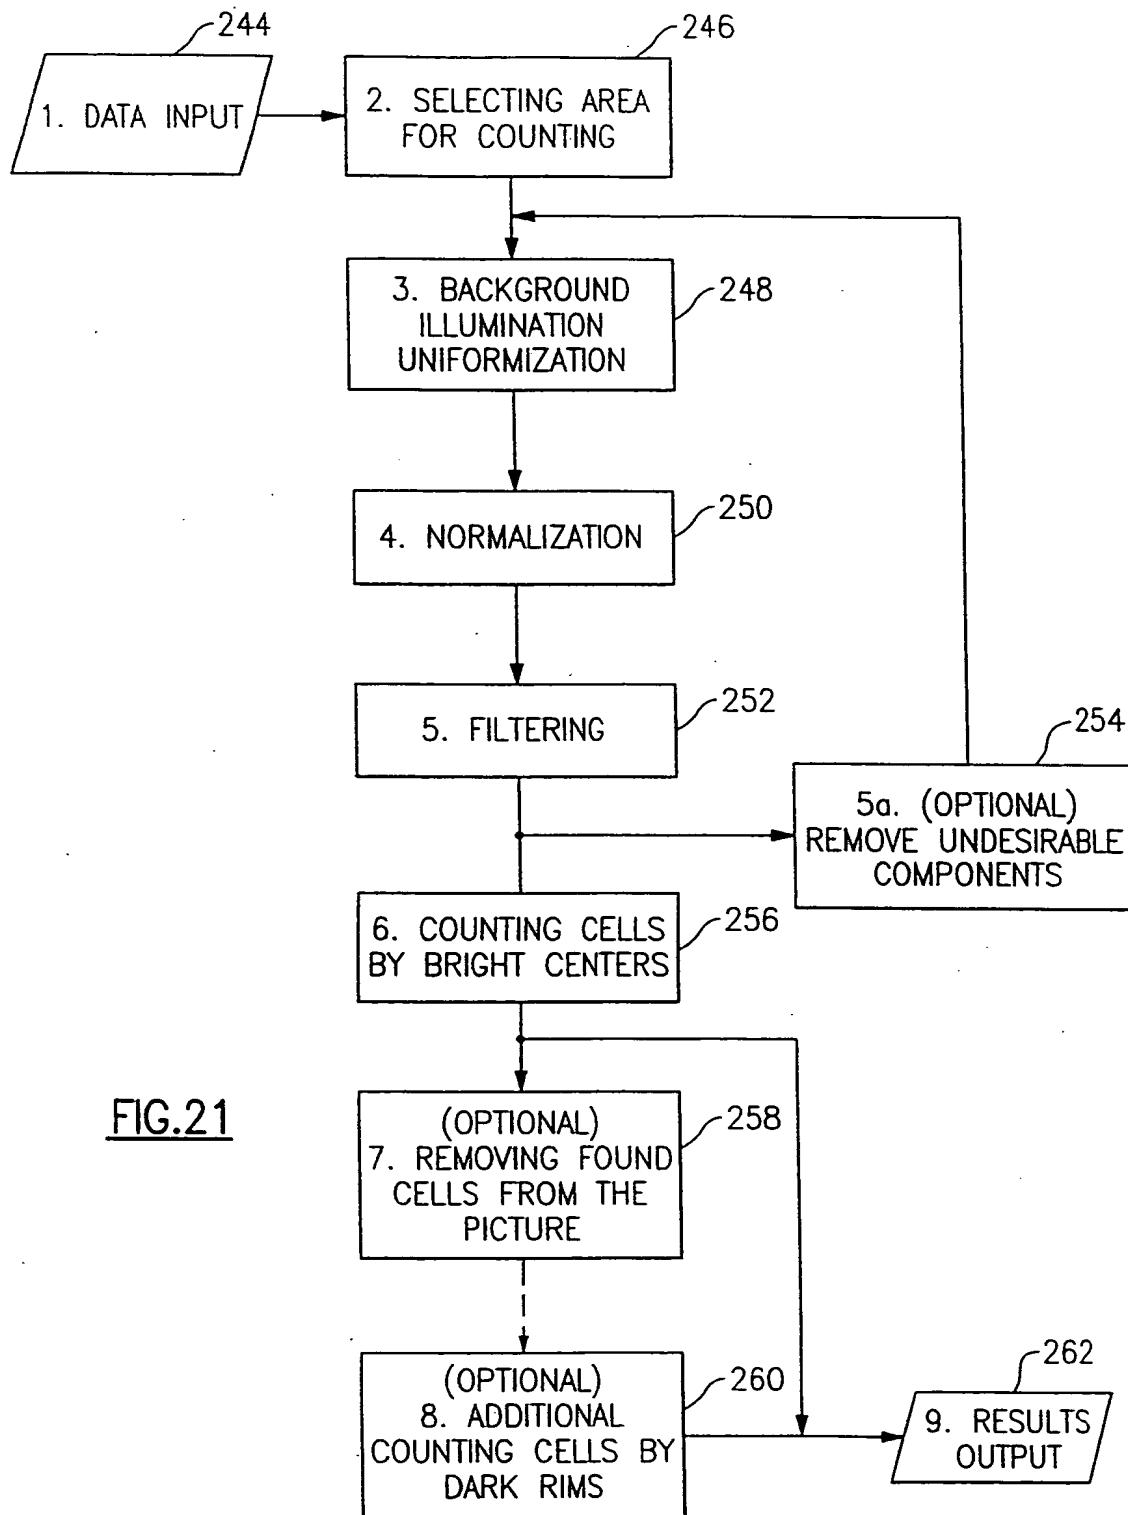 244
1. DATA INPUT
246
2. SELECTING AREA
FOR COUNTING
3. BACKGROUND
ILLUMINATION
UNIFORMIZATION
248
4. NORMALIZATION
250
5. FILTERING
252
254
5a. (OPTIONAL)
REMOVE UNDESIRABLE
COMPONENTS
6. COUNTING CELLS
BY BRIGHT CENTERS
256
FIG.21
(OPTIONAL)
7. REMOVING FOUND
CELLS FROM THE
PICTURE
258
(OPTIONAL)
8. ADDITIONAL
COUNTING CELLS BY
DARK RIMS
260
262
9. RESULTS
OUTPUT